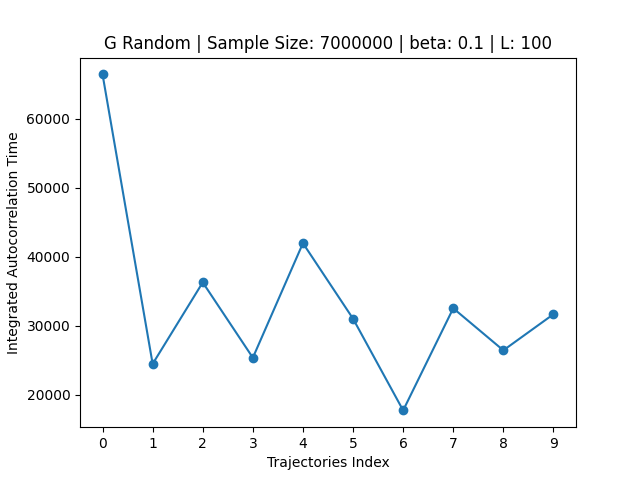 G Random | Sample Size: 7000000 | beta: 0.1 | L: 100
Integrated Autocorrelation Time
60000
50000
40000
30000
20000
0 1 2 3 4 5 6 7 8 9
Trajectories Index